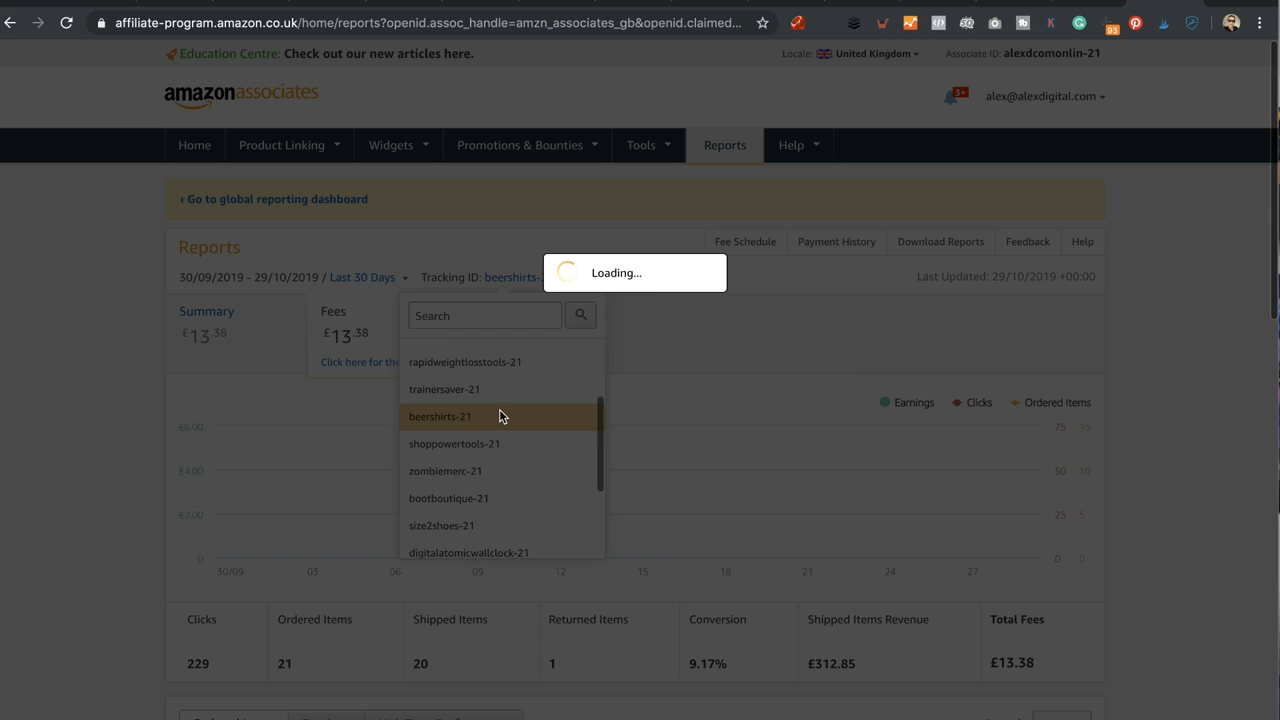 affiliate-program.amazon.co.uk/home/reports?openid.assoc_handle=amzn_associates_gb&openid.claimed...
93
Education Centre: Check out our new articles here.
Locale: United Kingdom
Associate ID: alexdcomonlin-21
amazonassociates
3+
alex@alexdigital.com
Home
Product Linking
Widgets
Promotions & Bounties
Tools
Reports
Help
‹ Go to global reporting dashboard
Reports
Fee Schedule
Payment History
Download Reports
Feedback
Help
30/09/2019 - 29/10/2019 / Last 30 Days
Tracking ID: beershirts-
Loading...
Last Updated: 29/10/2019 +00:00
Summary
£13.38
Fees
£13.38
Click here for the
Search
rapidweightlosstools-21
trainersaver-21
beershirts-21
shoppowertools-21
zombiemerc-21
bootboutique-21
size2shoes-21
digitalatomicwallclock-21
Earnings
Clicks
Ordered Items
£6.00
£4.00
£2.00
0
75 15
50 10
25 5
0 0
30/09 03 06 09 12 15 18 21 24 27
Clicks
Ordered Items
Shipped Items
Returned Items
Conversion
Shipped Items Revenue
Total Fees
229
21
20
1
9.17%
£312.85
£13.38